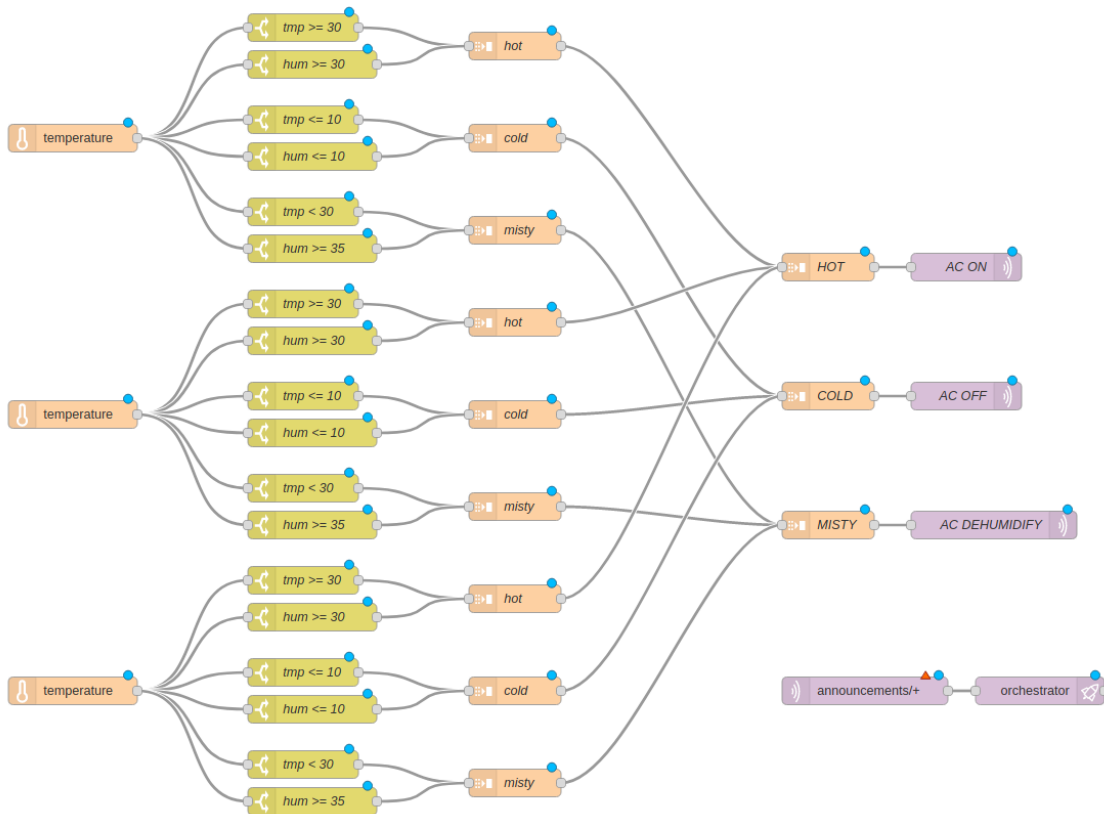 tmp >= 30
hot
hum >= 30
tmp <= 10
temperature
cold
hum <= 10
tmp < 30
misty
hum >= 35
HOT
AC ON
tmp >= 30
hot
hum >= 30
tmp <= 10
COLD
AC OFF
temperature
cold
hum <= 10
tmp < 30
misty
hum >= 35
MISTY
AC DEHUMIDIFY
tmp >= 30
hot
hum >= 30
tmp <= 10
temperature
cold
announcements/+
orchestrator
hum <= 10
tmp < 30
misty
hum >= 35